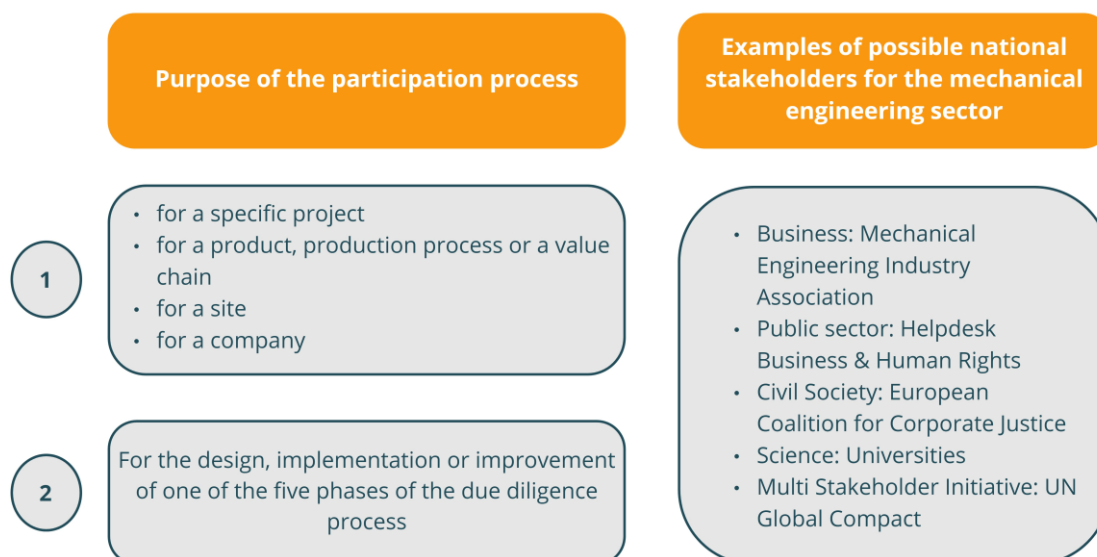 Purpose of the participation process
Examples of possible national
stakeholders for the mechanical
engineering sector
1
• for a specific project
• for a product, production process or a value
chain
• for a site
• for a company
2
For the design, implementation or improvement
of one of the five phases of the due diligence
process
• Business: Mechanical
Engineering Industry
Association
• Public sector: Helpdesk
Business & Human Rights
• Civil Society: European
Coalition for Corporate Justice
• Science: Universities
• Multi Stakeholder Initiative: UN
Global Compact